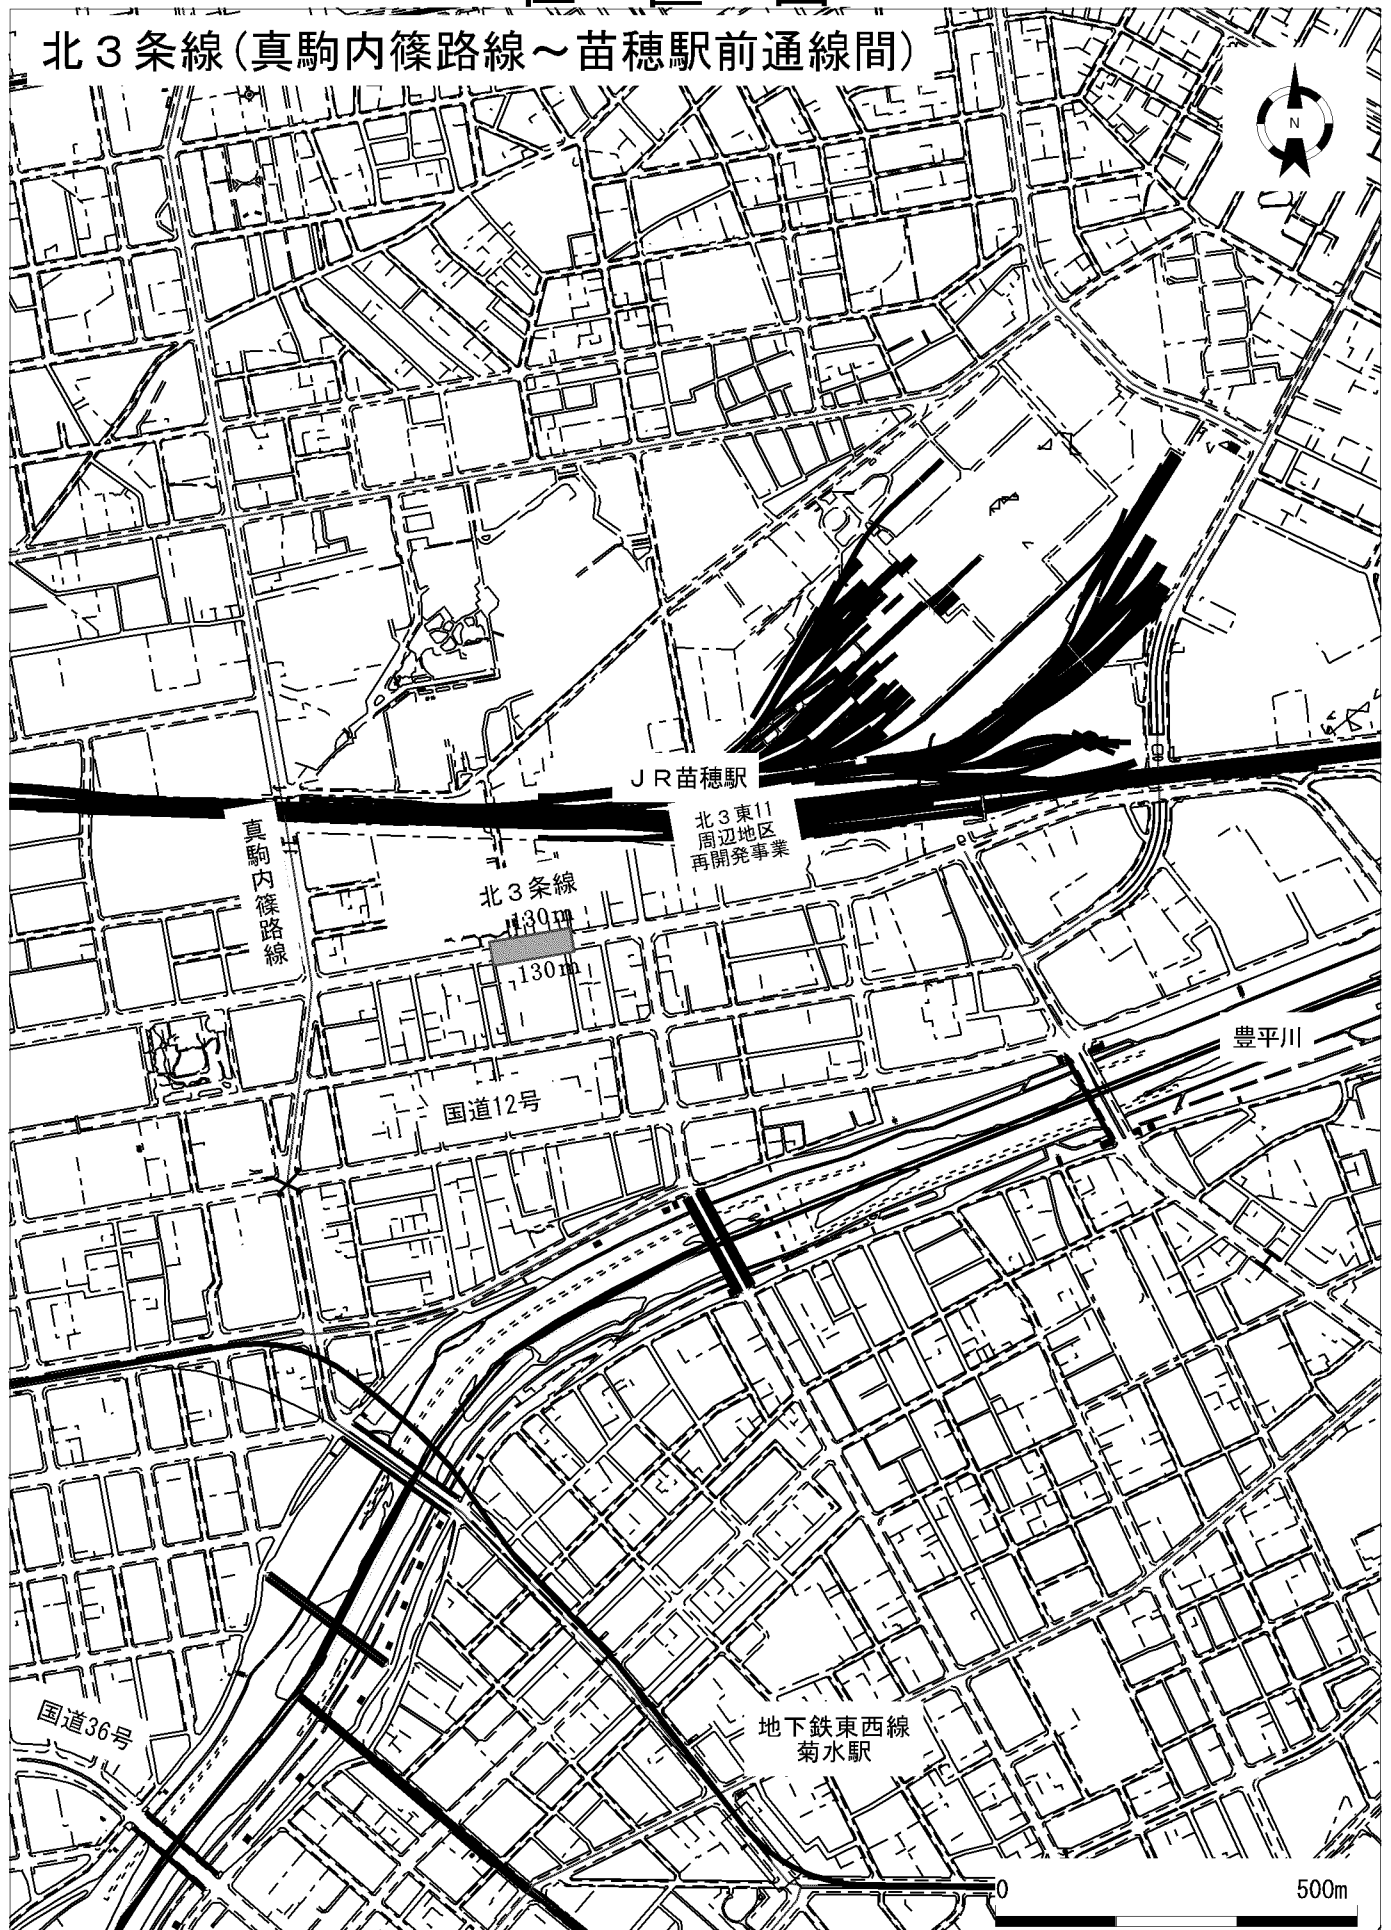 北3条線(真駒内篠路線～苗穂駅前通線間)
N
JR苗穂駅
北3東11
周辺地区
再開発事業
真駒内篠路線
北3条線
130m
130m
豊平川
国道12号
国道36号
地下鉄東西線
菊水駅
0
500m